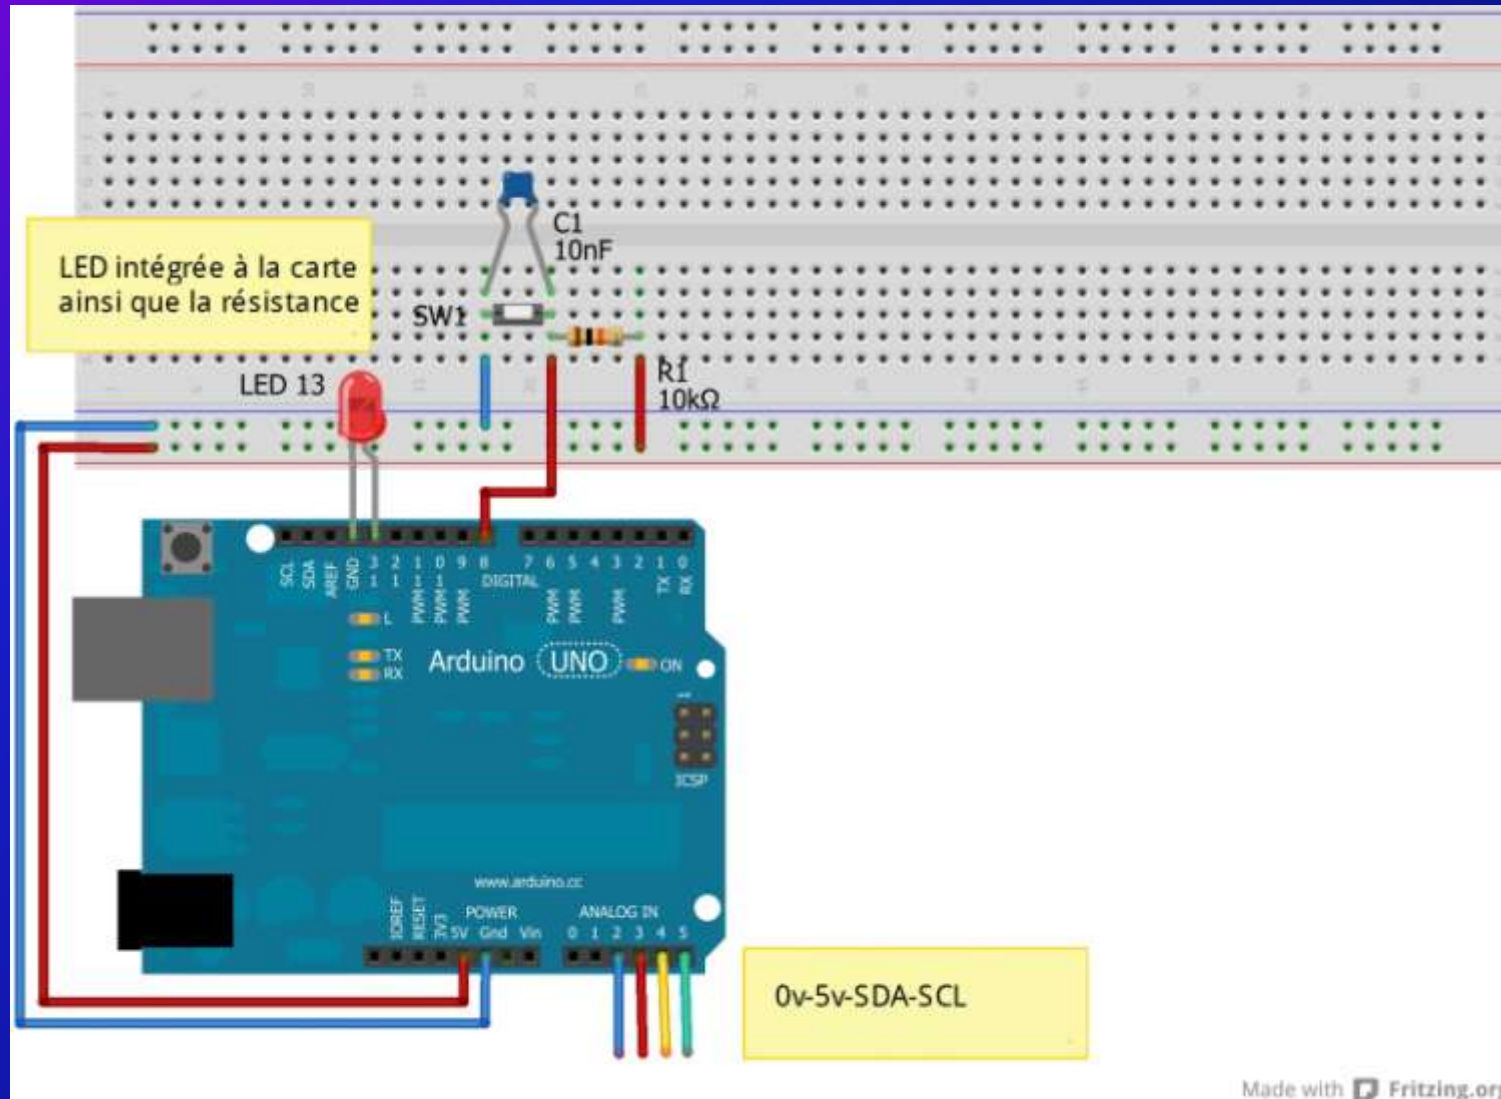 C1
10nF
LED intégrée à la carte
ainsi que la résistance
SW1
LED 13
R1
10kΩ
SCL
SDA
AREF
GND
13
12
PWM 11
PWM 10
PWM 9
8
7
PWM 6
PWM 5
4
PWM 3
2
TX 1
RX 0
DIGITAL
L
TX
RX
Arduino UNO
ON
1
ICSP
www.arduino.cc
IOREF
RESET
3V3
POWER
5V Gnd Vin
ANALOG IN
0 1 2 3 4 5
0v-5v-SDA-SCL
Made with Fritzing.org